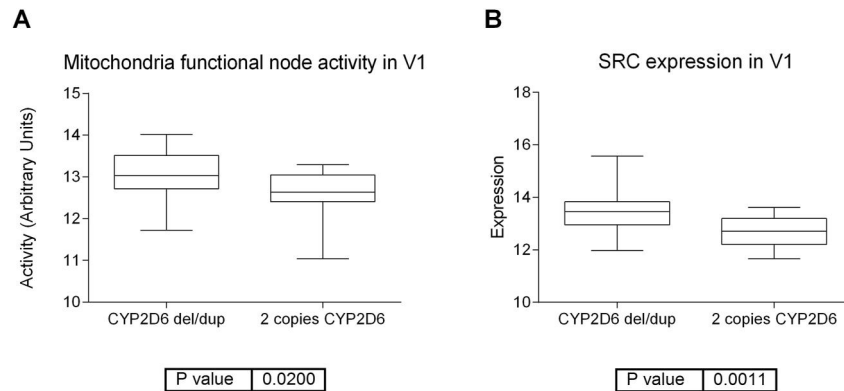 A
Mitochondria functional node activity in V1
Activity (Arbitrary Units)
15
14
13
12
11
10
CYP2D6 del/dup
2 copies CYP2D6
P value 0.0200
B
SRC expression in V1
Expression
18
16
14
12
10
CYP2D6 del/dup
2 copies CYP2D6
P value 0.0011